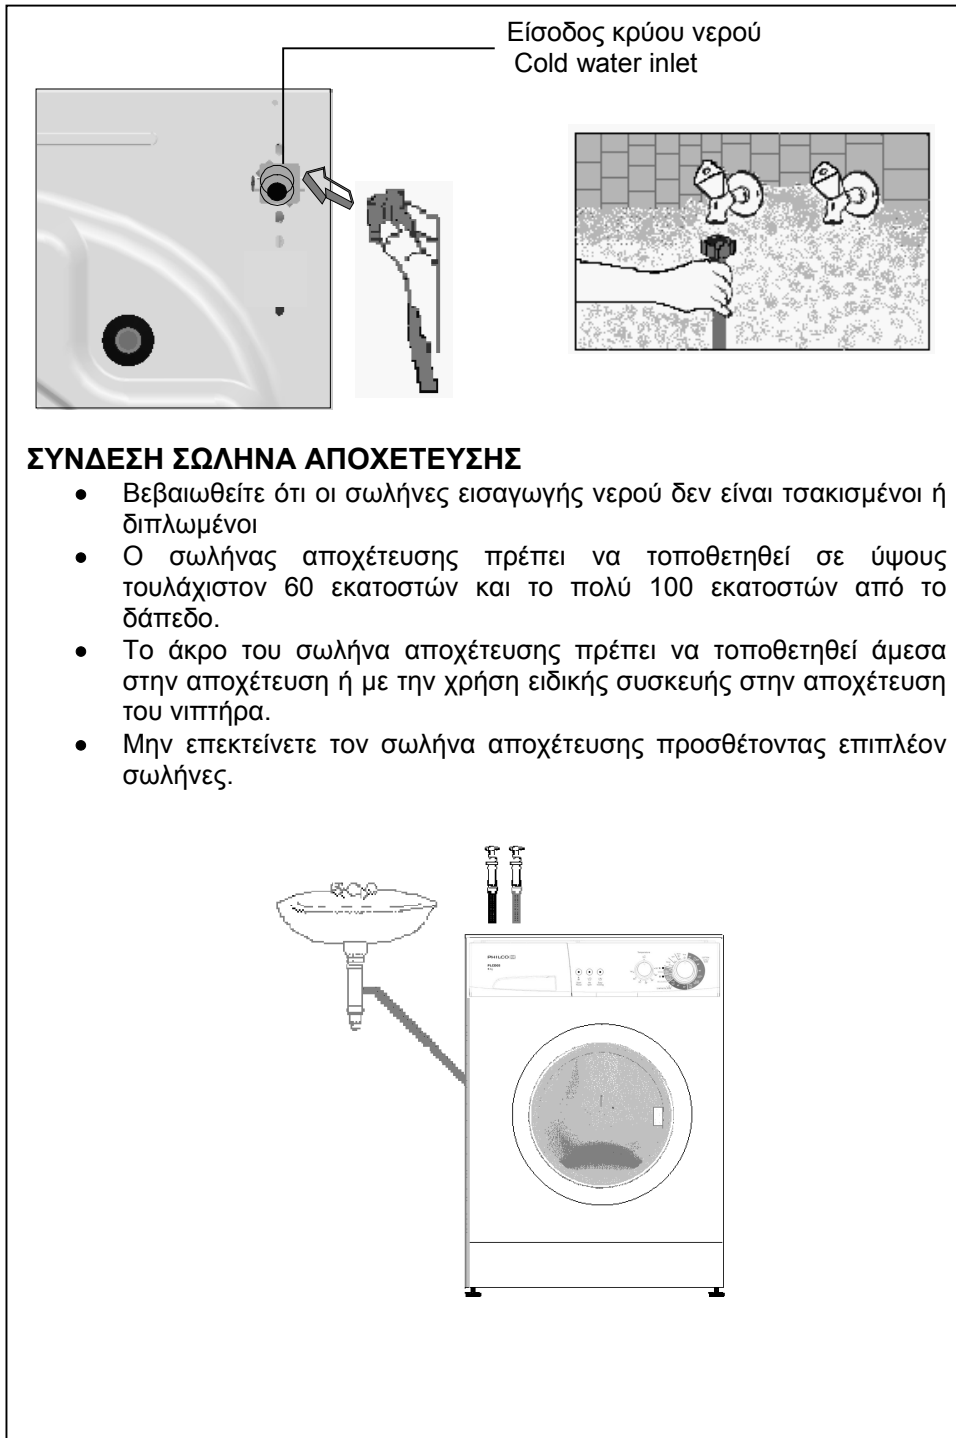 Είσοδος κρύου νερού
Cold water inlet
ΣΥΝΔΕΣΗ ΣΩΛΗΝΑ ΑΠΟΧΕΤΕΥΣΗΣ
● Βεβαιωθείτε ότι οι σωλήνες εισαγωγής νερού δεν είναι τσακισμένοι ή
διπλωμένοι
● Ο σωλήνας αποχέτευσης πρέπει να τοποθετηθεί σε ύψους
τουλάχιστον 60 εκατοστών και το πολύ 100 εκατοστών από το
δάπεδο.
● Το άκρο του σωλήνα αποχέτευσης πρέπει να τοποθετηθεί άμεσα
στην αποχέτευση ή με την χρήση ειδικής συσκευής στην αποχέτευση
του νιπτήρα.
● Μην επεκτείνετε τον σωλήνα αποχέτευσης προσθέτοντας επιπλέον
σωλήνες.
PHILCO